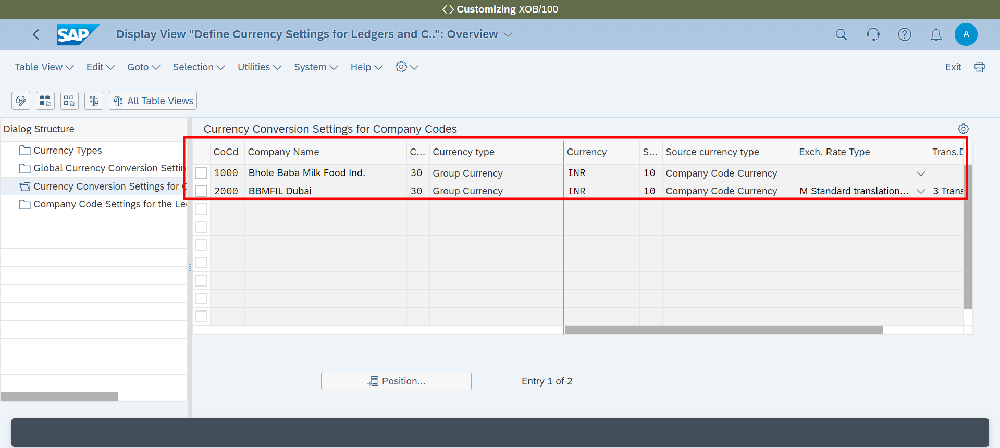 Customizing XOB/100
SAP Display View "Define Currency Settings for Ledgers and C..": Overview A
Table View Edit Goto Selection Utilities System Help Exit
All Table Views
Dialog Structure
Currency Types
Global Currency Conversion Settin
Currency Conversion Settings for C
Company Code Settings for the Le
Currency Conversion Settings for Company Codes
CoCd Company Name C... Currency type Currency S... Source currency type Exch. Rate Type Trans.D
1000 Bhole Baba Milk Food Ind. 30 Group Currency INR 10 Company Code Currency
2000 BBMFIL Dubai 30 Group Currency INR 10 Company Code Currency M Standard translation... 3 Trans
Position... Entry 1 of 2